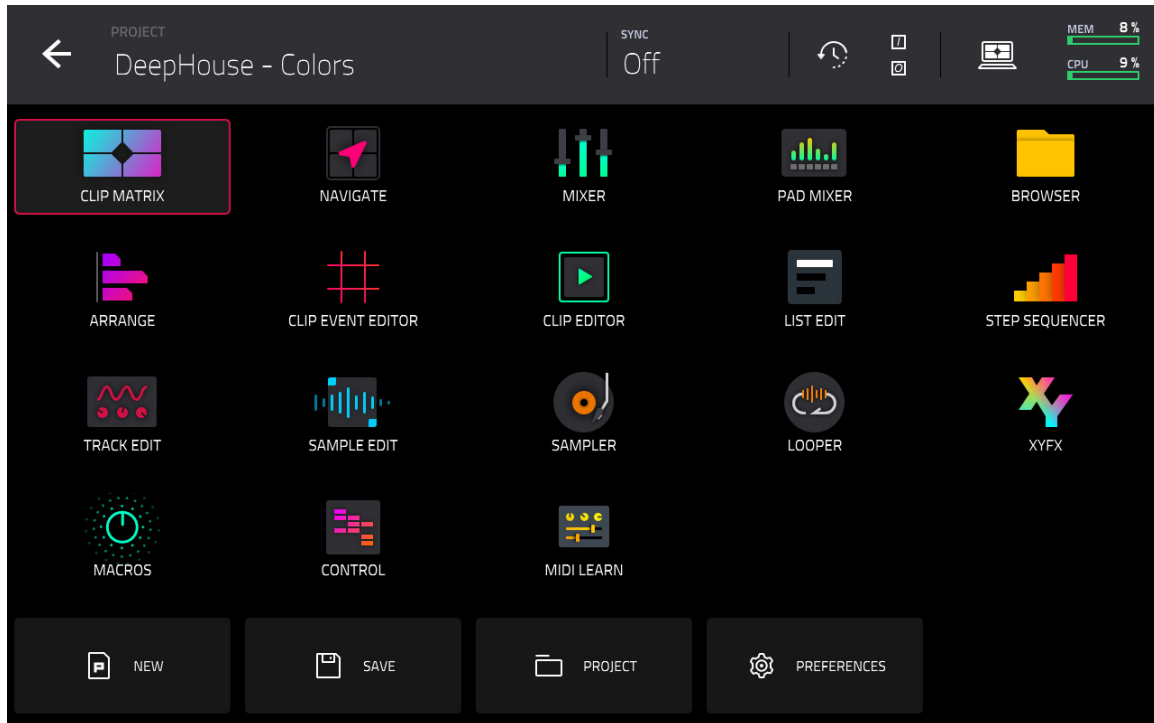 PROJECT
DeepHouse - Colors
SYNC
Off
I
O
MEM 8 %
CPU 9 %
CLIP MATRIX
NAVIGATE
MIXER
PAD MIXER
BROWSER
ARRANGE
CLIP EVENT EDITOR
CLIP EDITOR
LIST EDIT
STEP SEQUENCER
TRACK EDIT
SAMPLE EDIT
SAMPLER
LOOPER
XY
XYFX
MACROS
CONTROL
MIDI LEARN
P NEW
SAVE
PROJECT
PREFERENCES